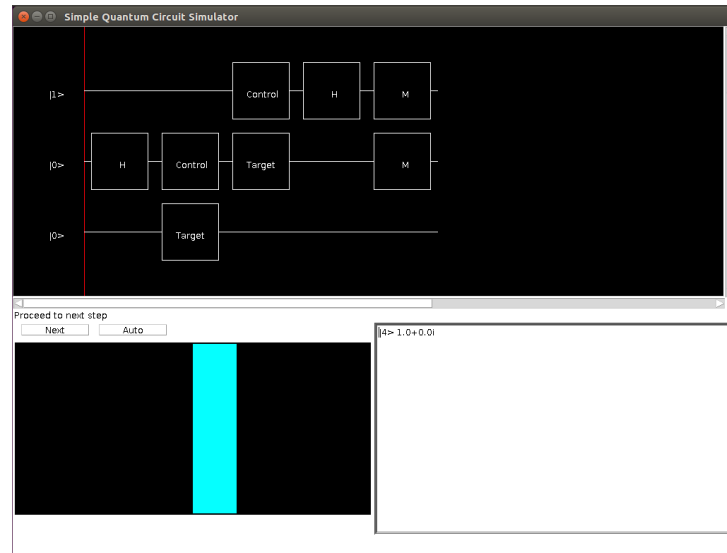 Simple Quantum Circuit Simulator
|1> Control H M
|0> H Control Target M
|0> Target
Proceed to next step
Next Auto
|4> 1.0+0.0i